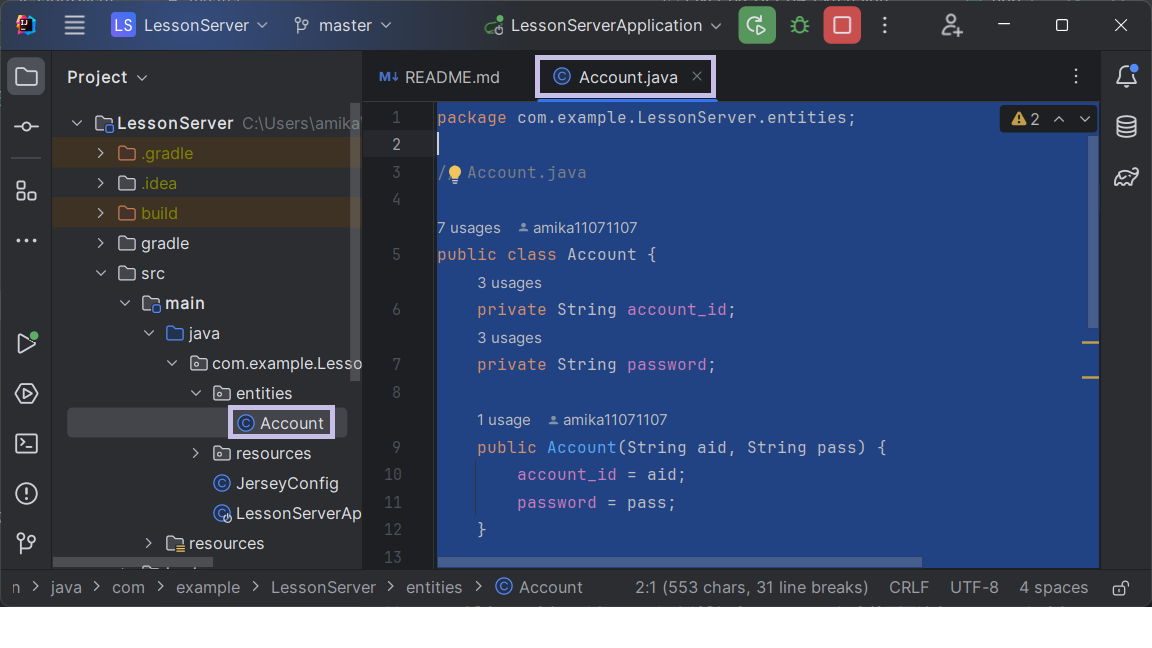 LS LessonServer master LessonServerApplication
Project
README.md Account.java
LessonServer C:\Users\amika
.gradle
.idea
build
gradle
src
main
java
com.example.Lesso
entities
Account
resources
JerseyConfig
LessonServerAp
resources
2
1 package com.example.LessonServer.entities;
2
3 / Account.java
4
7 usages amika11071107
5 public class Account {
3 usages
6 private String account_id;
3 usages
7 private String password;
8
1 usage amika11071107
9 public Account(String aid, String pass) {
10 account_id = aid;
11 password = pass;
12 }
13
n > java > com > example > LessonServer > entities > Account 2:1 (553 chars, 31 line breaks) CRLF UTF-8 4 spaces